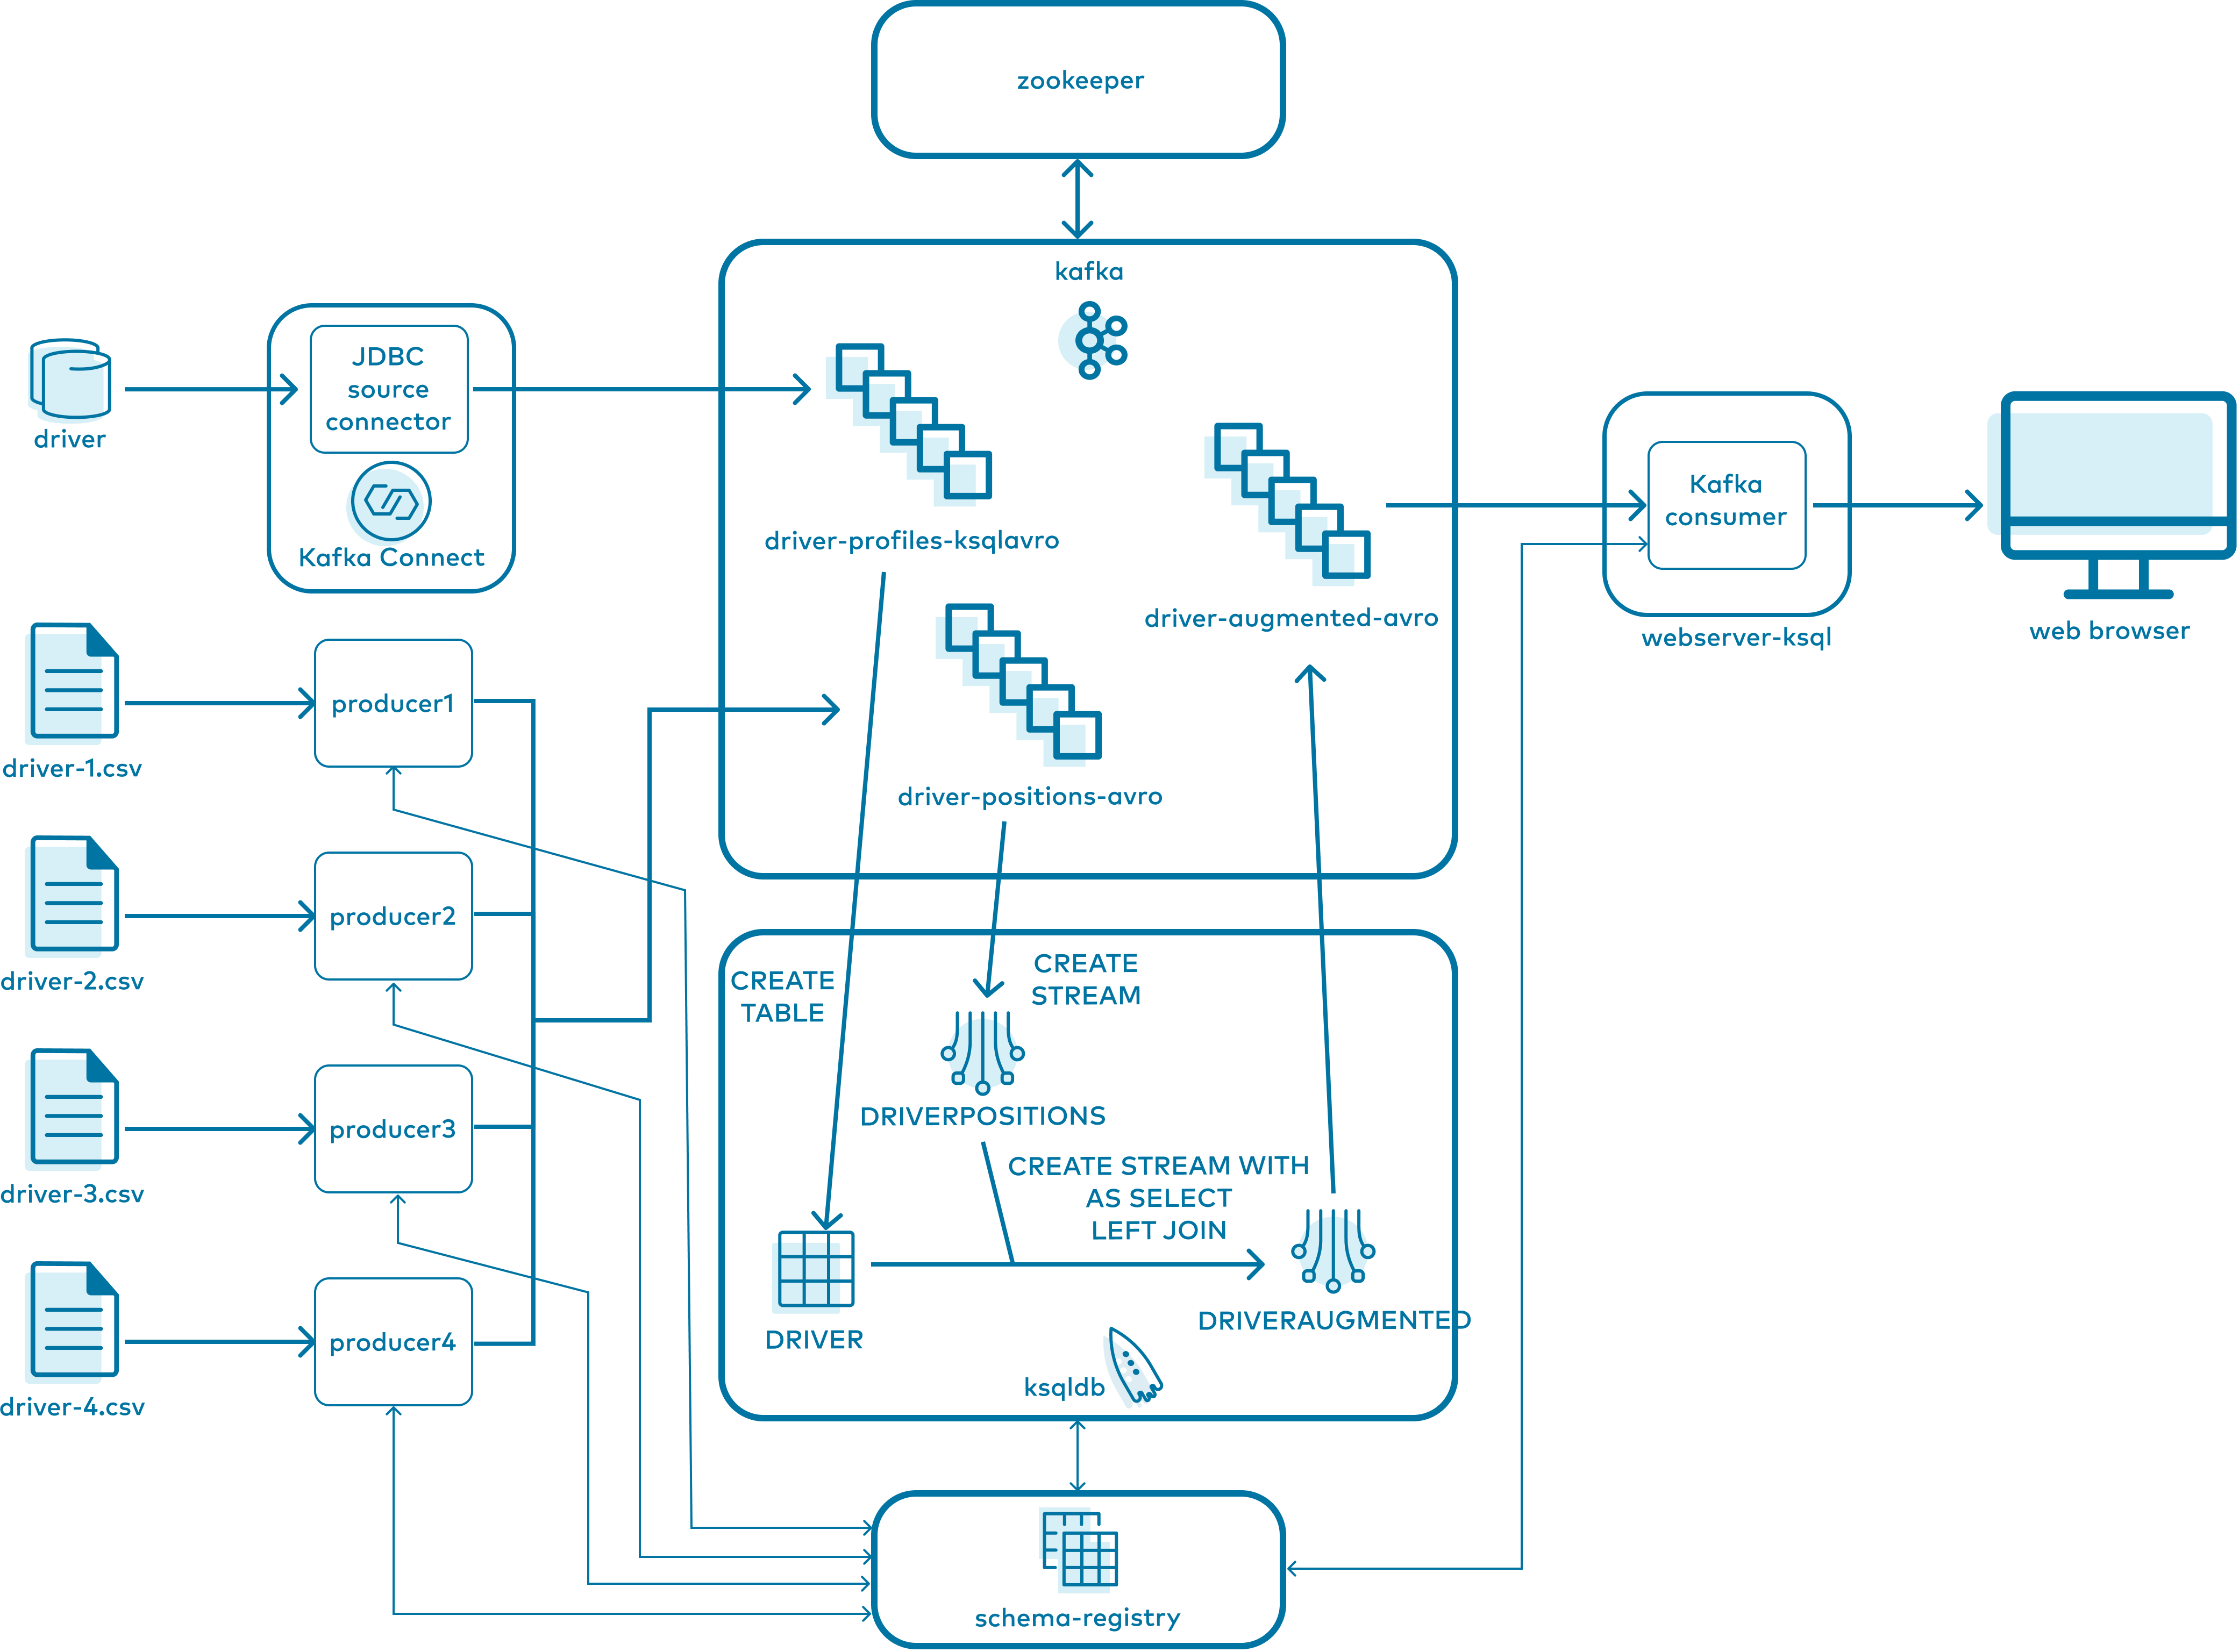 zookeeper
kafka
driver
JDBC
source
connector
Kafka Connect
driver-profiles-ksqlavro
driver-augmented-avro
driver-positions-avro
Kafka
consumer
webserver-ksql
web browser
driver-1.csv
producer1
driver-2.csv
producer2
driver-3.csv
producer3
driver-4.csv
producer4
CREATE
TABLE
CREATE
STREAM
DRIVERPOSITIONS
CREATE STREAM WITH
AS SELECT
LEFT JOIN
DRIVER
DRIVERAUGMENTED
ksqldb
schema-registry